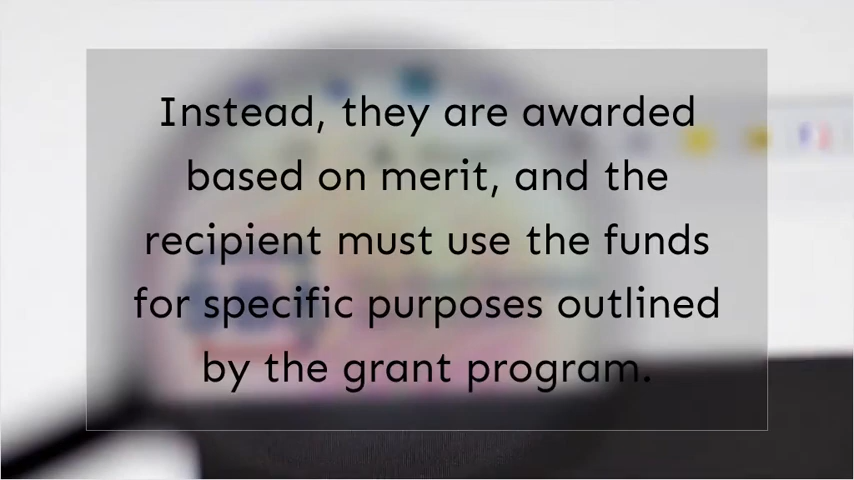 Instead, they are awarded
based on merit, and the
recipient must use the funds
for specific purposes outlined
by the grant program.